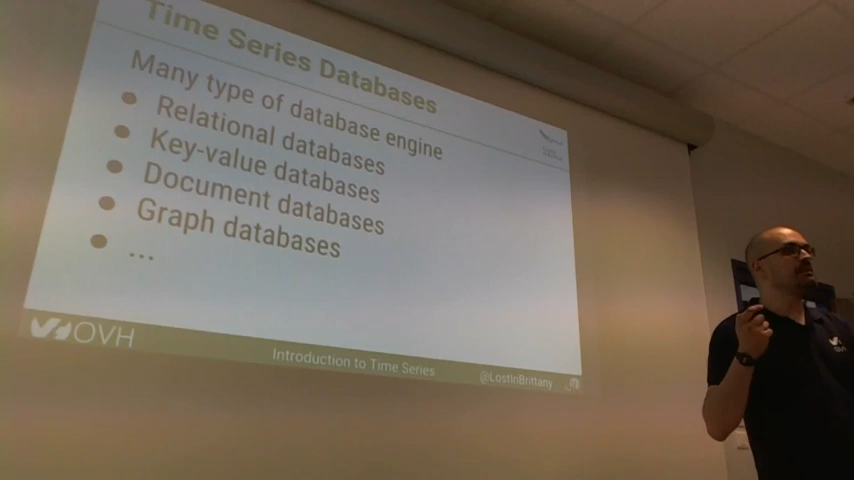 Time Series Databases
Many type of database engine
Relational databases
Key-value databases
Document databases
Graph databases
...
OVH
Introduction to Time Series
@LostInBrittany
OVH